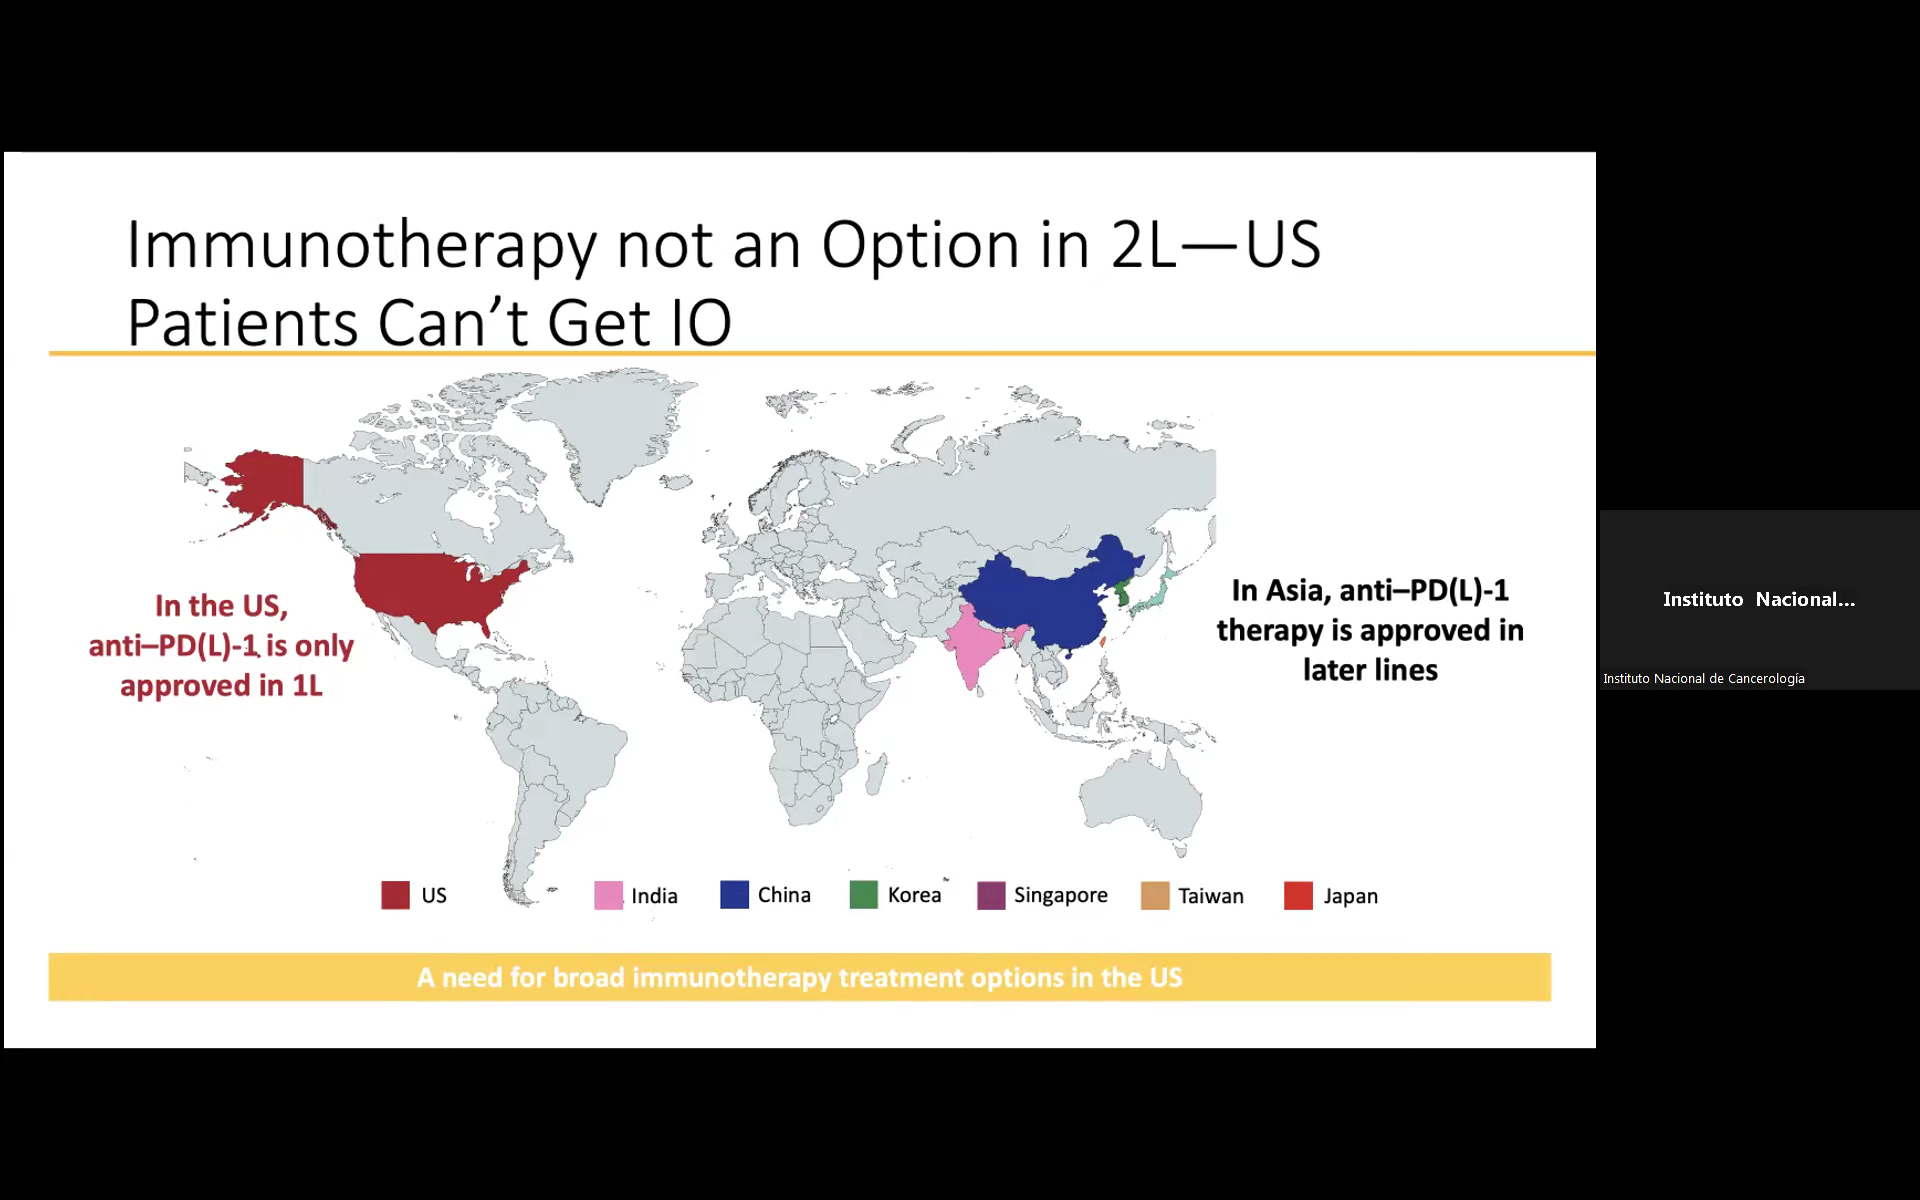 Immunotherapy not an Option in 2L—US
Patients Can’t Get IO
In the US,
anti–PD(L)-1 is only
approved in 1L
In Asia, anti–PD(L)-1
therapy is approved in
later lines
US India China Korea Singapore Taiwan Japan
A need for broad immunotherapy treatment options in the US
Instituto Nacional...
Instituto Nacional de Cancerología